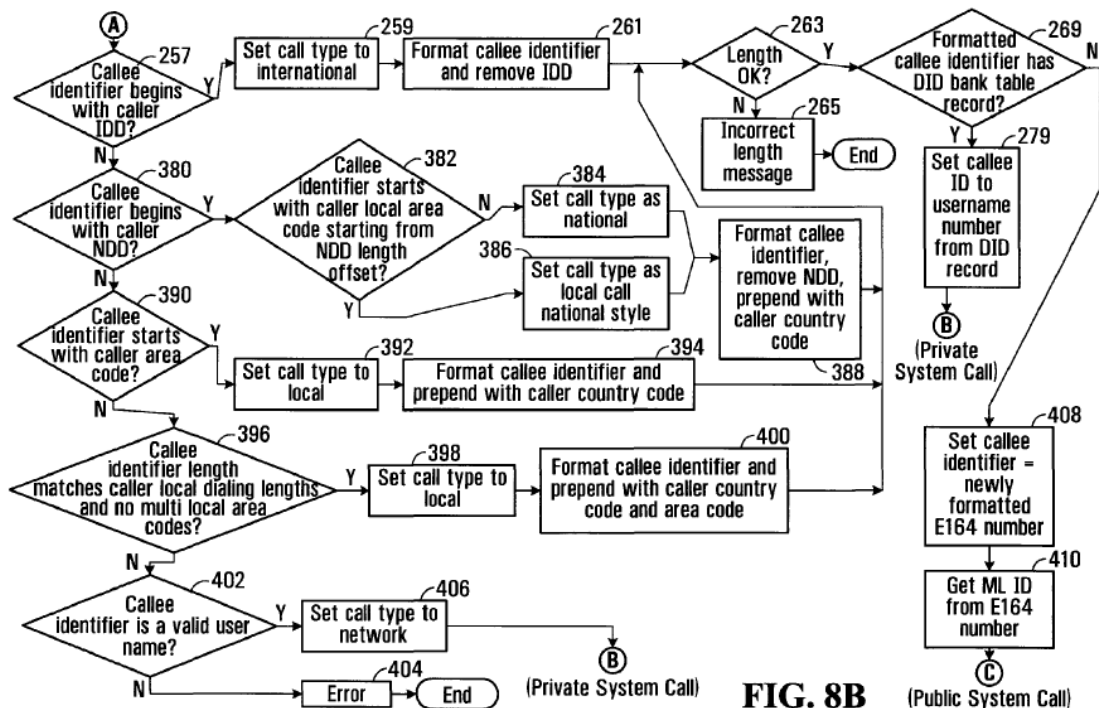 A
257
Callee
identifier begins
with caller
IDD?
Y
N
259
Set call type to
international
261
Format callee identifier
and remove IDD
263
Length
OK?
Y
N
265
Incorrect
length
message
End
269
Formatted
callee identifier has
DID bank table
record?
N
Y
279
Set callee
ID to
username
number
from DID
record
B
(Private
System Call)
380
Callee
identifier begins
with caller
NDD?
Y
N
382
Callee
identifier starts
with caller local area
code starting from
NDD length
offset?
N
Y
384
Set call type as
national
386
Set call type as
local call
national style
Format callee
identifier,
remove NDD,
prepend with
caller country
code
388
390
Callee
identifier starts
with caller area
code?
Y
N
392
Set call type to
local
394
Format callee identifier and
prepend with caller country code
396
Callee
identifier length
matches caller local dialing lengths
and no multi local area
codes?
Y
N
398
Set call type to
local
400
Format callee identifier and
prepend with caller country
code and area code
402
Callee
identifier is a valid user
name?
Y
N
406
Set call type to
network
B
(Private System Call)
404
Error
End
408
Set callee
identifier =
newly
formatted
E164 number
410
Get ML ID
from E164
number
C
(Public System Call)
FIG. 8B